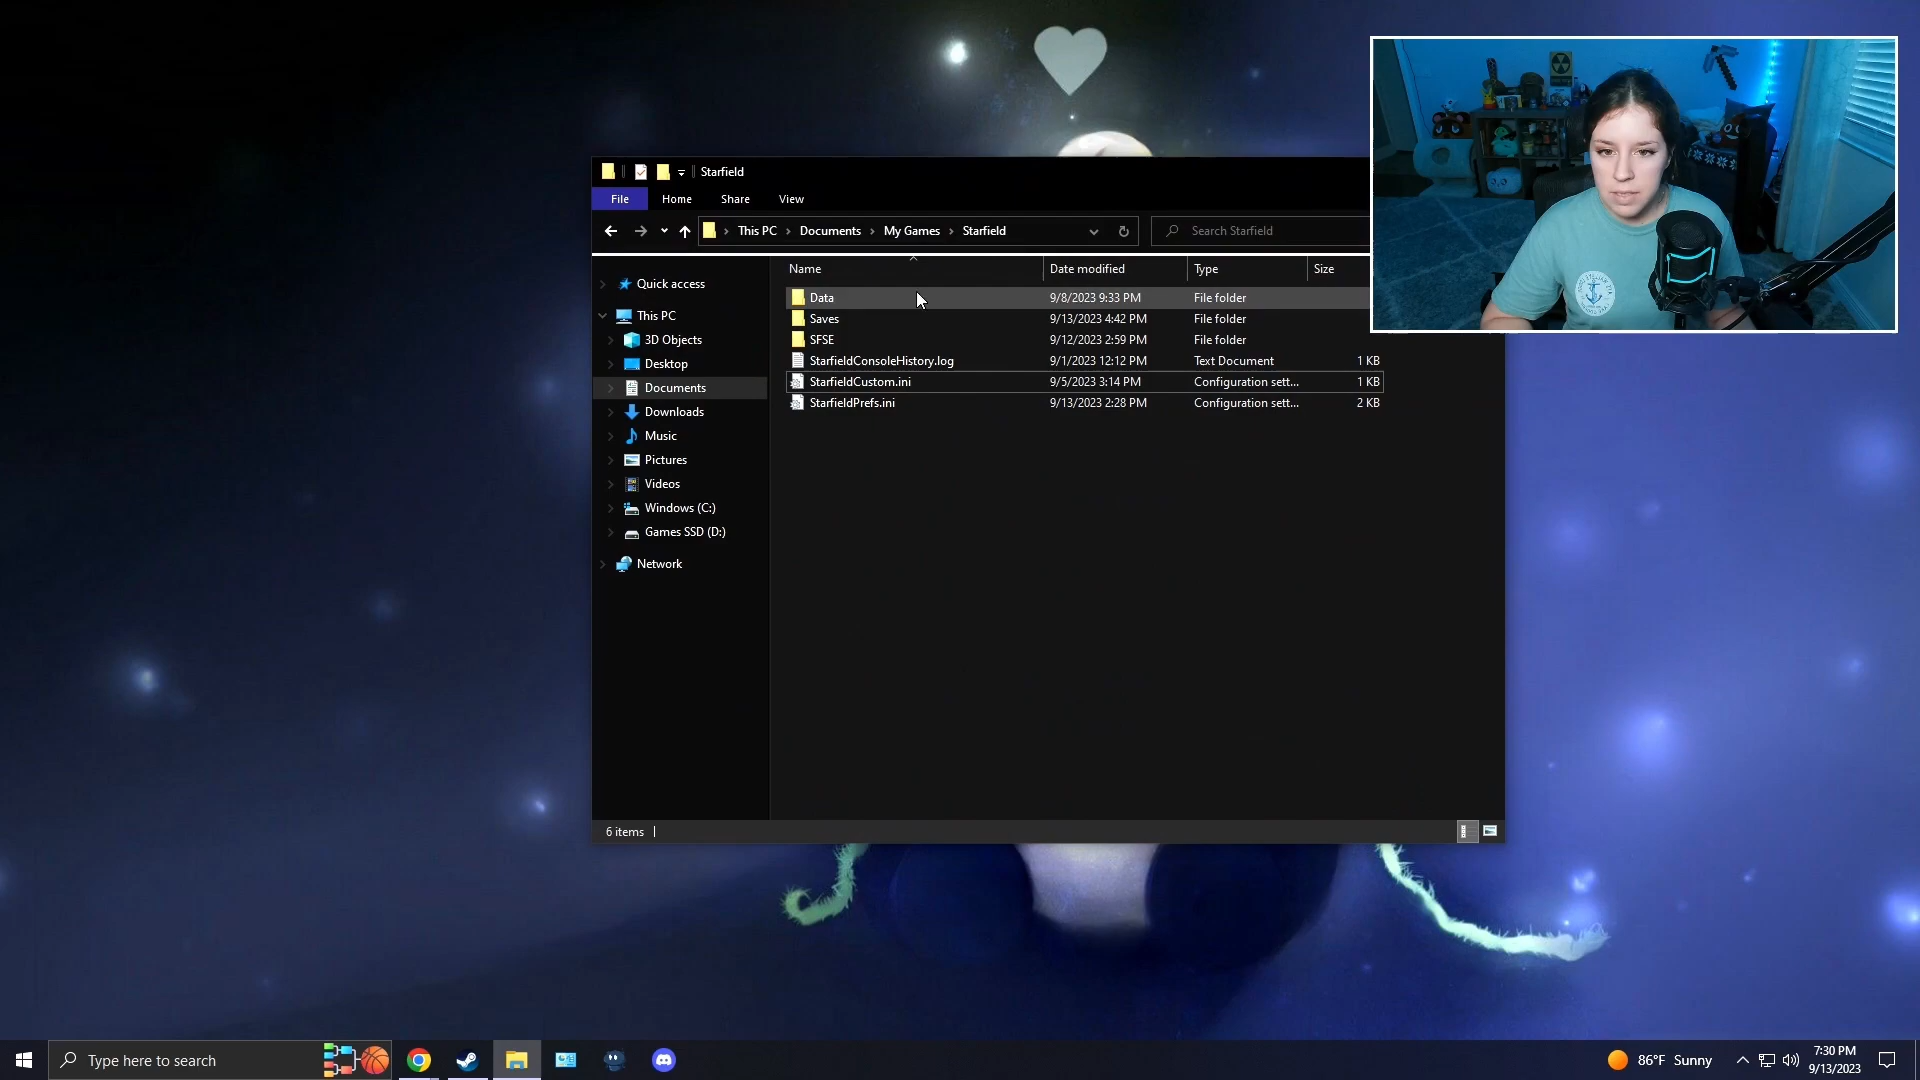 Starfield
File Home Share View
This PC Documents My Games Starfield Search Starfield
Name Date modified Type Size
Quick access
This PC
3D Objects
Desktop
Documents
Downloads
Music
Pictures
Videos
Windows (C:)
Games SSD (D:)
Network
Data 9/8/2023 9:33 PM File folder
Saves 9/13/2023 4:42 PM File folder
SFSE 9/12/2023 2:59 PM File folder
StarfieldConsoleHistory.log 9/1/2023 12:12 PM Text Document 1 KB
StarfieldCustom.ini 9/5/2023 3:14 PM Configuration sett... 1 KB
StarfieldPrefs.ini 9/13/2023 2:28 PM Configuration sett... 2 KB
6 items
Type here to search
86°F Sunny
7:30 PM
9/13/2023